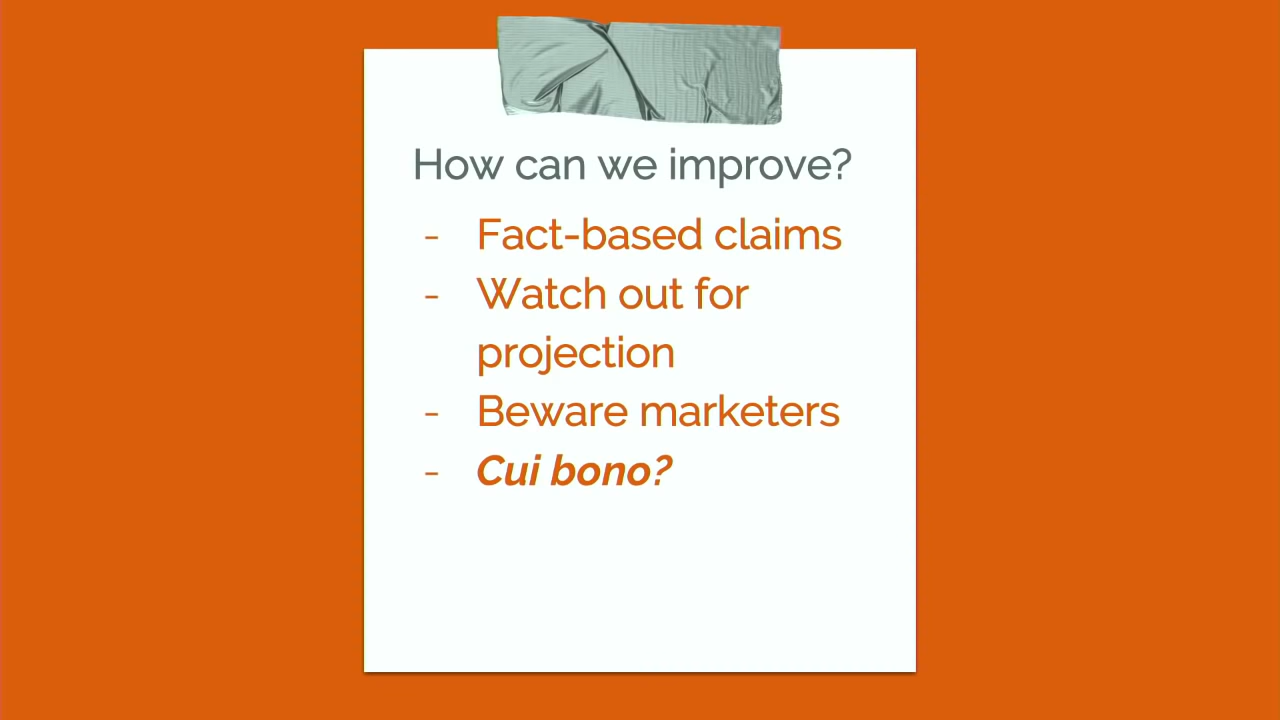 How can we improve?
- Fact-based claims
- Watch out for
projection
- Beware marketers
- Cui bono?